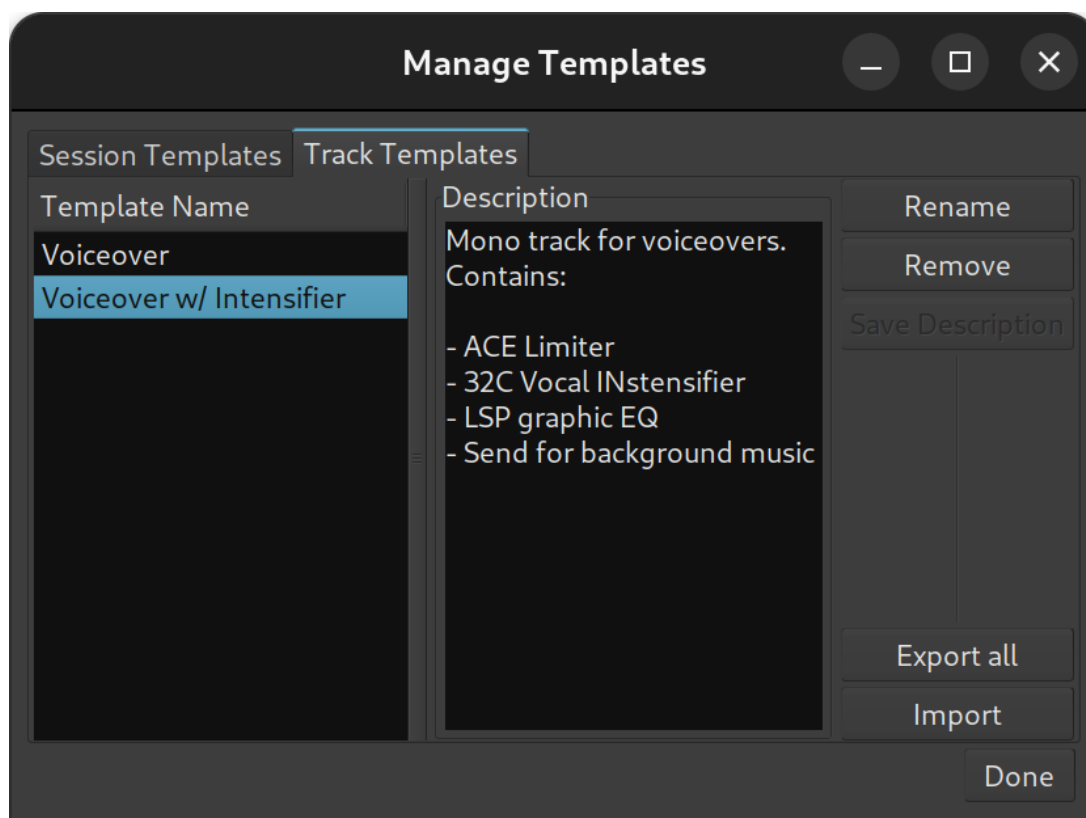 Manage Templates
Session Templates
Track Templates
Template Name
Voiceover
Voiceover w/ Intensifier
Description
Mono track for voiceovers.
Contains:
- ACE Limiter
- 32C Vocal INstensifier
- LSP graphic EQ
- Send for background music
Rename
Remove
Save Description
Export all
Import
Done